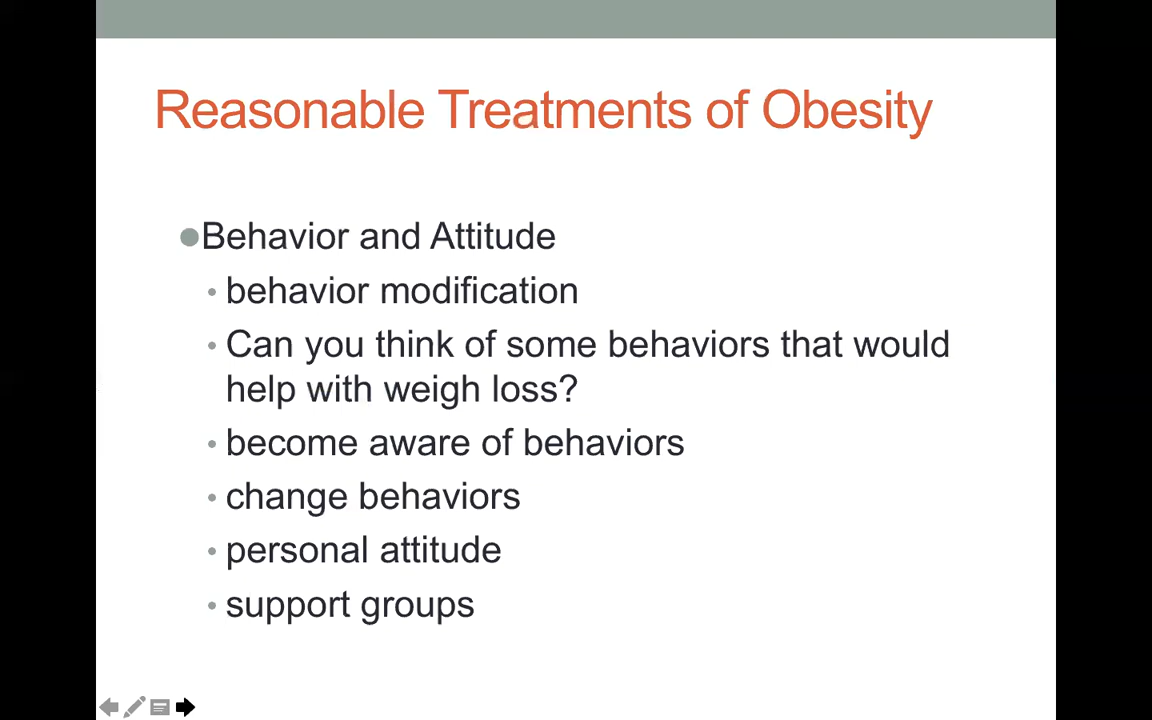 Reasonable Treatments of Obesity
Behavior and Attitude
behavior modification
Can you think of some behaviors that would
help with weigh loss?
become aware of behaviors
change behaviors
personal attitude
support groups